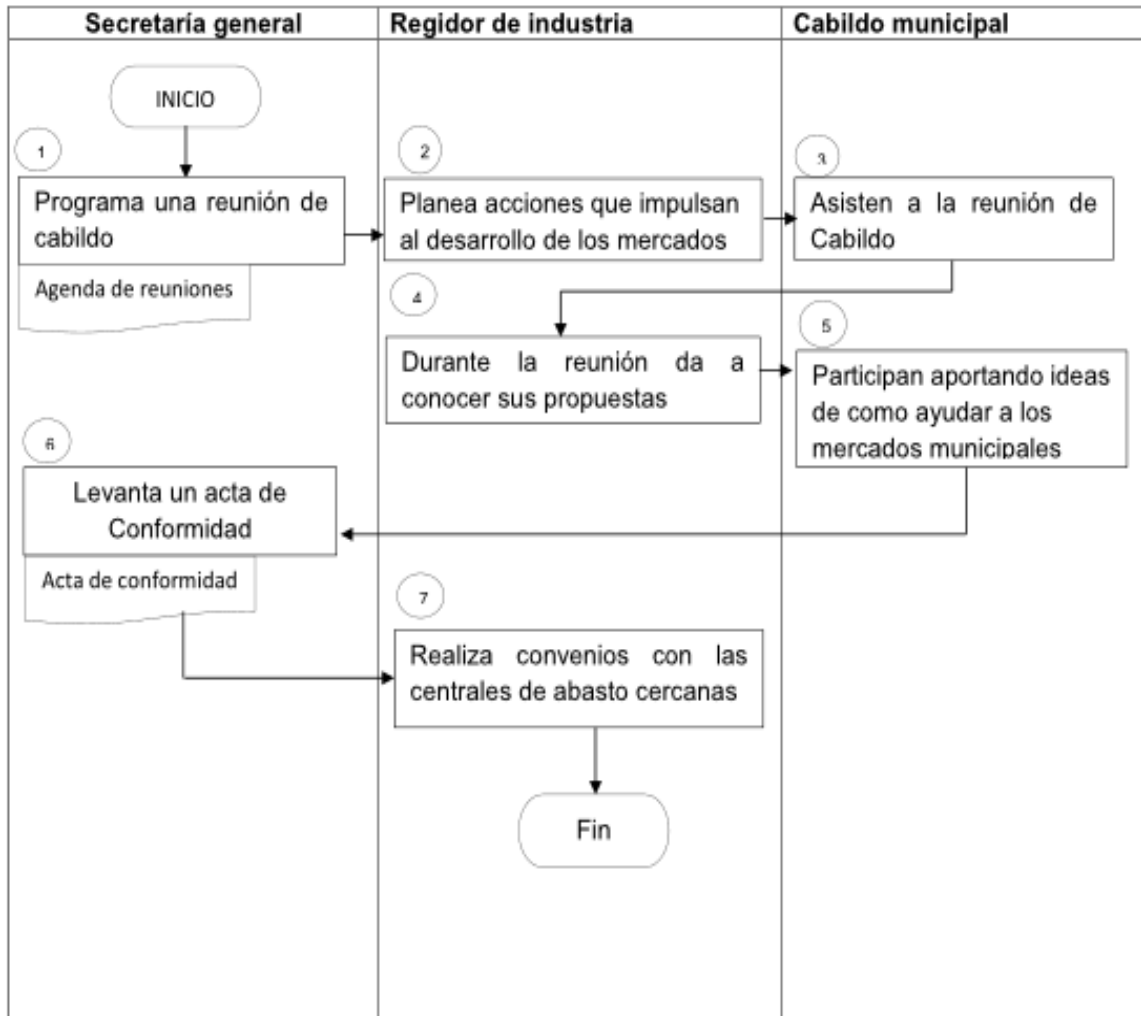 Secretaría general
Regidor de industria
Cabildo municipal
INICIO
1
Programa una reunión de
cabildo
Agenda de reuniones
2
Planea acciones que impulsan
al desarrollo de los mercados
3
Asisten a la reunión de
Cabildo
4
Durante la reunión da a
conocer sus propuestas
5
Participan aportando ideas
de como ayudar a los
mercados municipales
6
Levanta un acta de
Conformidad
Acta de conformidad
7
Realiza convenios con las
centrales de abasto cercanas
Fin